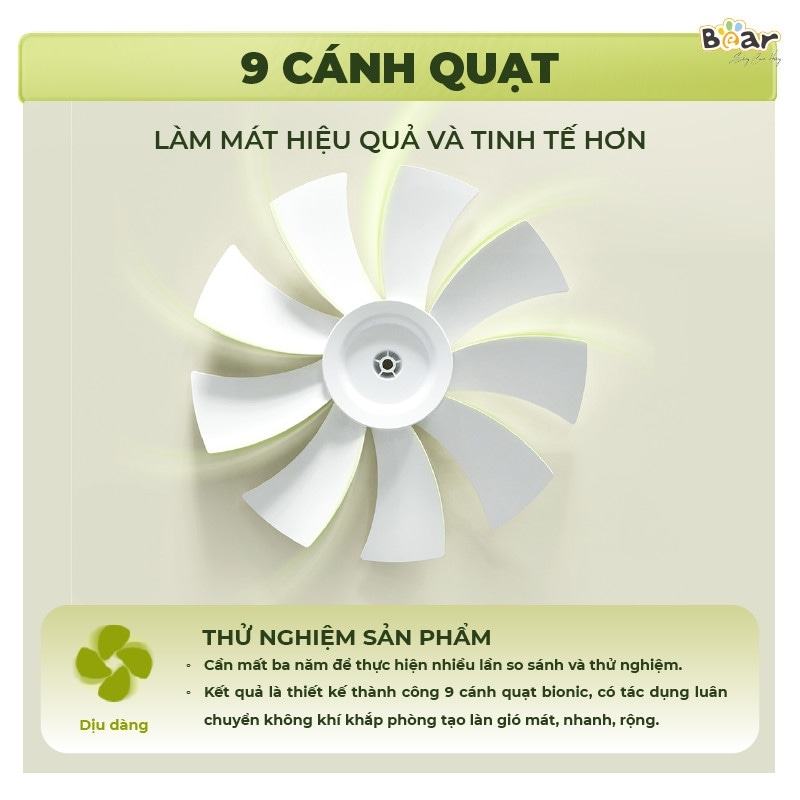 Bear
9 CÁNH QUẠT
LÀM MÁT HIỆU QUẢ VÀ TINH TẾ HƠN
THỬ NGHIỆM SẢN PHẨM
◦ Cần mất ba năm để thực hiện nhiều lần so sánh và thử nghiệm.
◦ Kết quả là thiết kế thành công 9 cánh quạt bionic, có tác dụng luân
chuyển không khí khắp phòng tạo làn gió mát, nhanh, rộng.
Dịu dàng